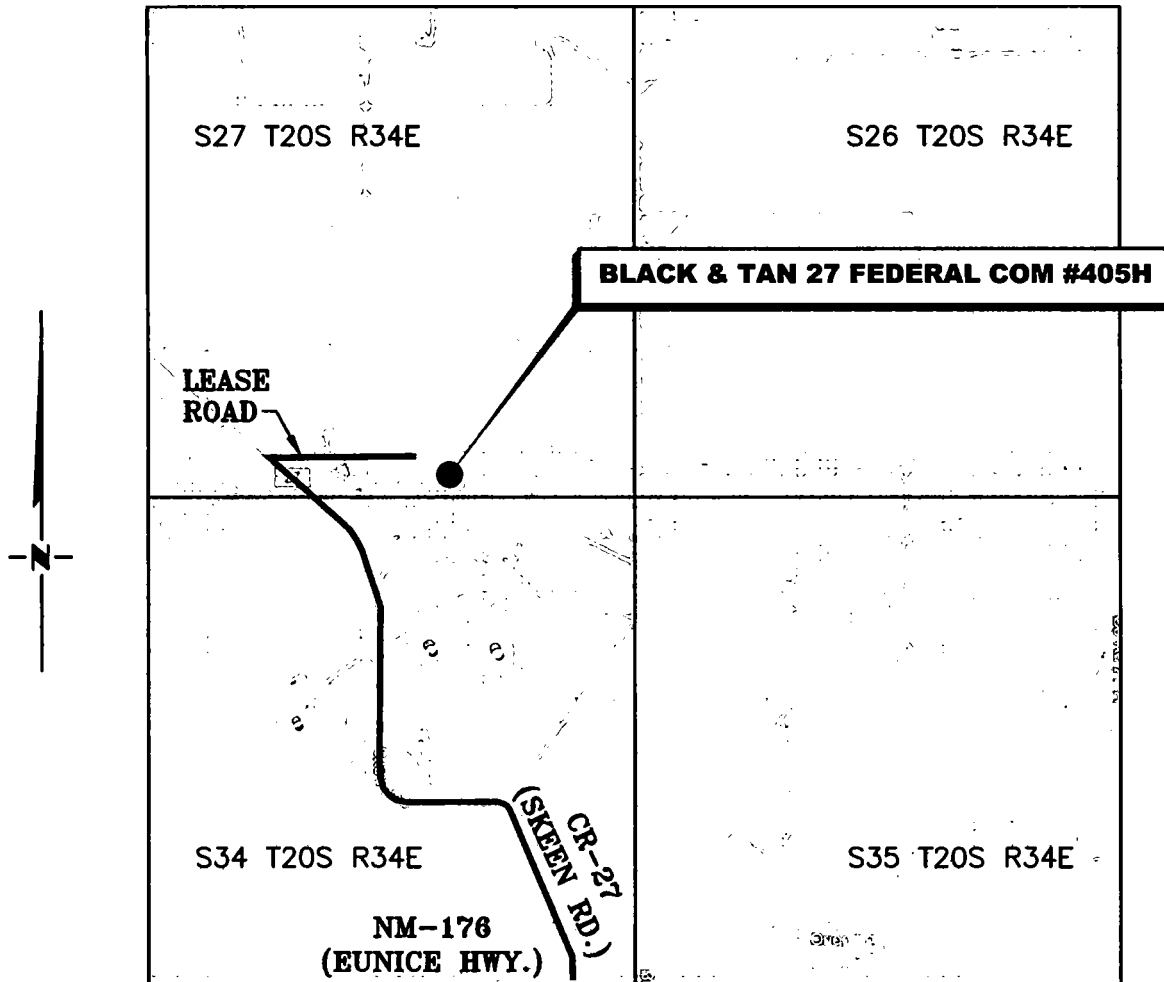 S27 T20S R34E
S26 T20S R34E
BLACK & TAN 27 FEDERAL COM #405H
LEASE
ROAD
27
N
S34 T20S R34E
CR-27
(SKEEN RD.)
S35 T20S R34E
NM-176
(EUNICE HWY.)